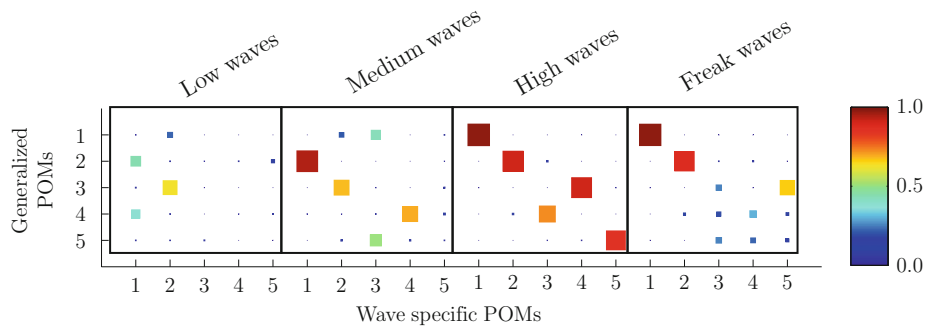 Low waves
Medium waves
High waves
Freak waves
Generalized
POMs
1
2
3
4
5
1 2 3 4 5 1 2 3 4 5 1 2 3 4 5 1 2 3 4 5
Wave specific POMs
1.0
0.5
0.0